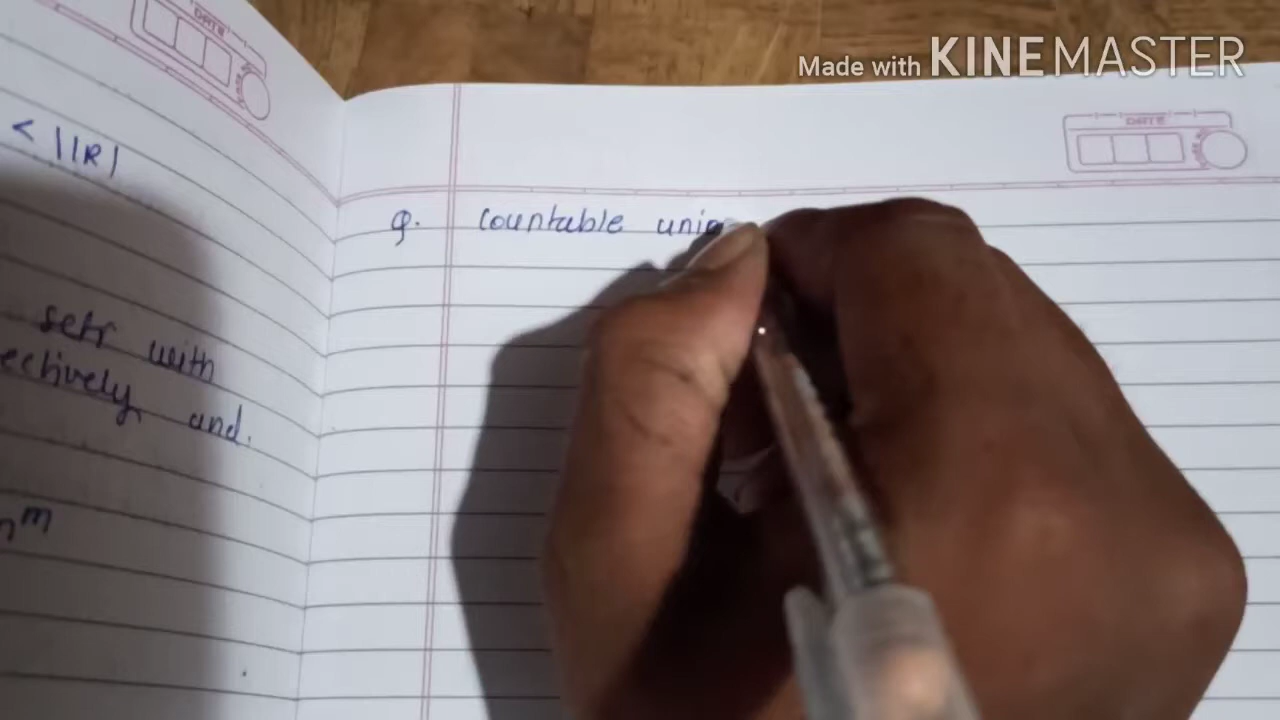 Made with KINEMASTER
DATE
DATE
< |IR|
Q. Countable unio
sets with
ectively and.
n^m